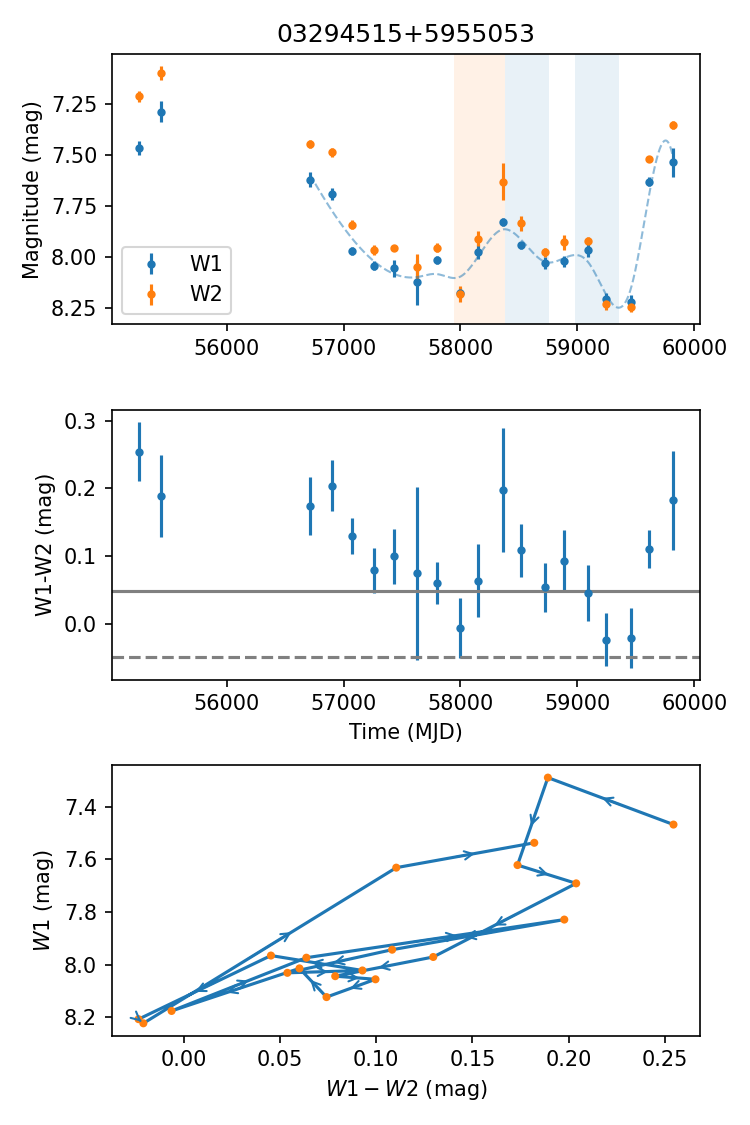 03294515+5955053
Magnitude (mag)
7.25
7.50
7.75
8.00
8.25
W1
W2
56000 57000 58000 59000 60000
W1-W2 (mag)
0.3
0.2
0.1
0.0
56000 57000 58000 59000 60000
Time (MJD)
W1 (mag)
7.4
7.6
7.8
8.0
8.2
0.00 0.05 0.10 0.15 0.20 0.25
W1 − W2 (mag)